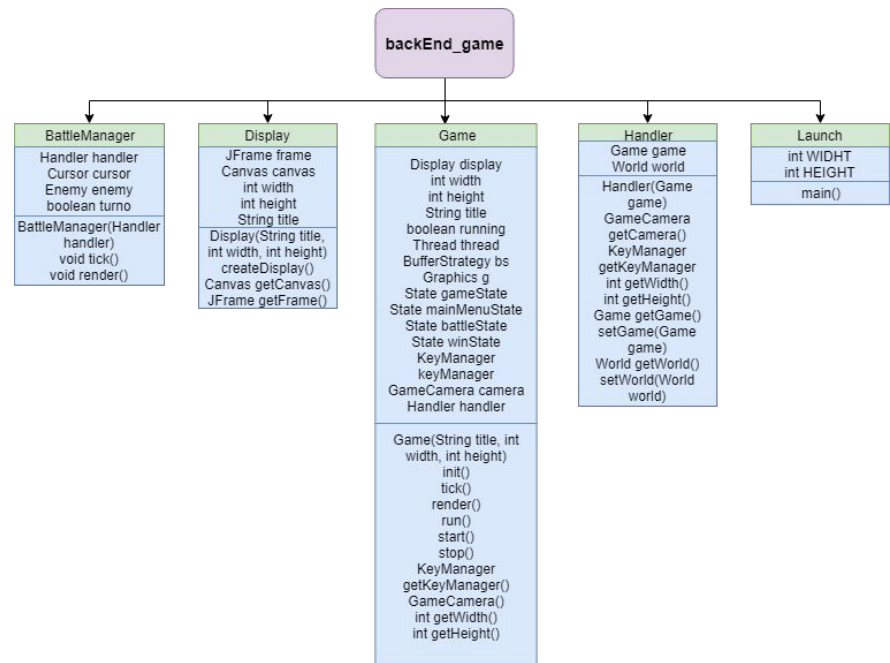 backEnd_game
BattleManager
Handler handler
Cursor cursor
Enemy enemy
boolean turno
BattleManager(Handler
handler)
void tick()
void render()
Display
JFrame frame
Canvas canvas
int width
int height
String title
Display(String title,
int width, int height)
createDisplay()
Canvas getCanvas()
JFrame getFrame()
Game
Display display
int width
int height
String title
boolean running
Thread thread
BufferStrategy bs
Graphics g
State gameState
State mainMenuState
State battleState
State winState
KeyManager
keyManager
GameCamera camera
Handler handler
Game(String title, int
width, int height)
init()
tick()
render()
run()
start()
stop()
KeyManager
getKeyManager()
GameCamera()
int getWidth()
int getHeight()
Handler
Game game
World world
Handler(Game
game)
GameCamera
getCamera()
KeyManager
getKeyManager
int getWidth()
int getHeight()
Game getGame()
setGame(Game
game)
World getWorld()
setWorld(World
world)
Launch
int WIDHT
int HEIGHT
main()